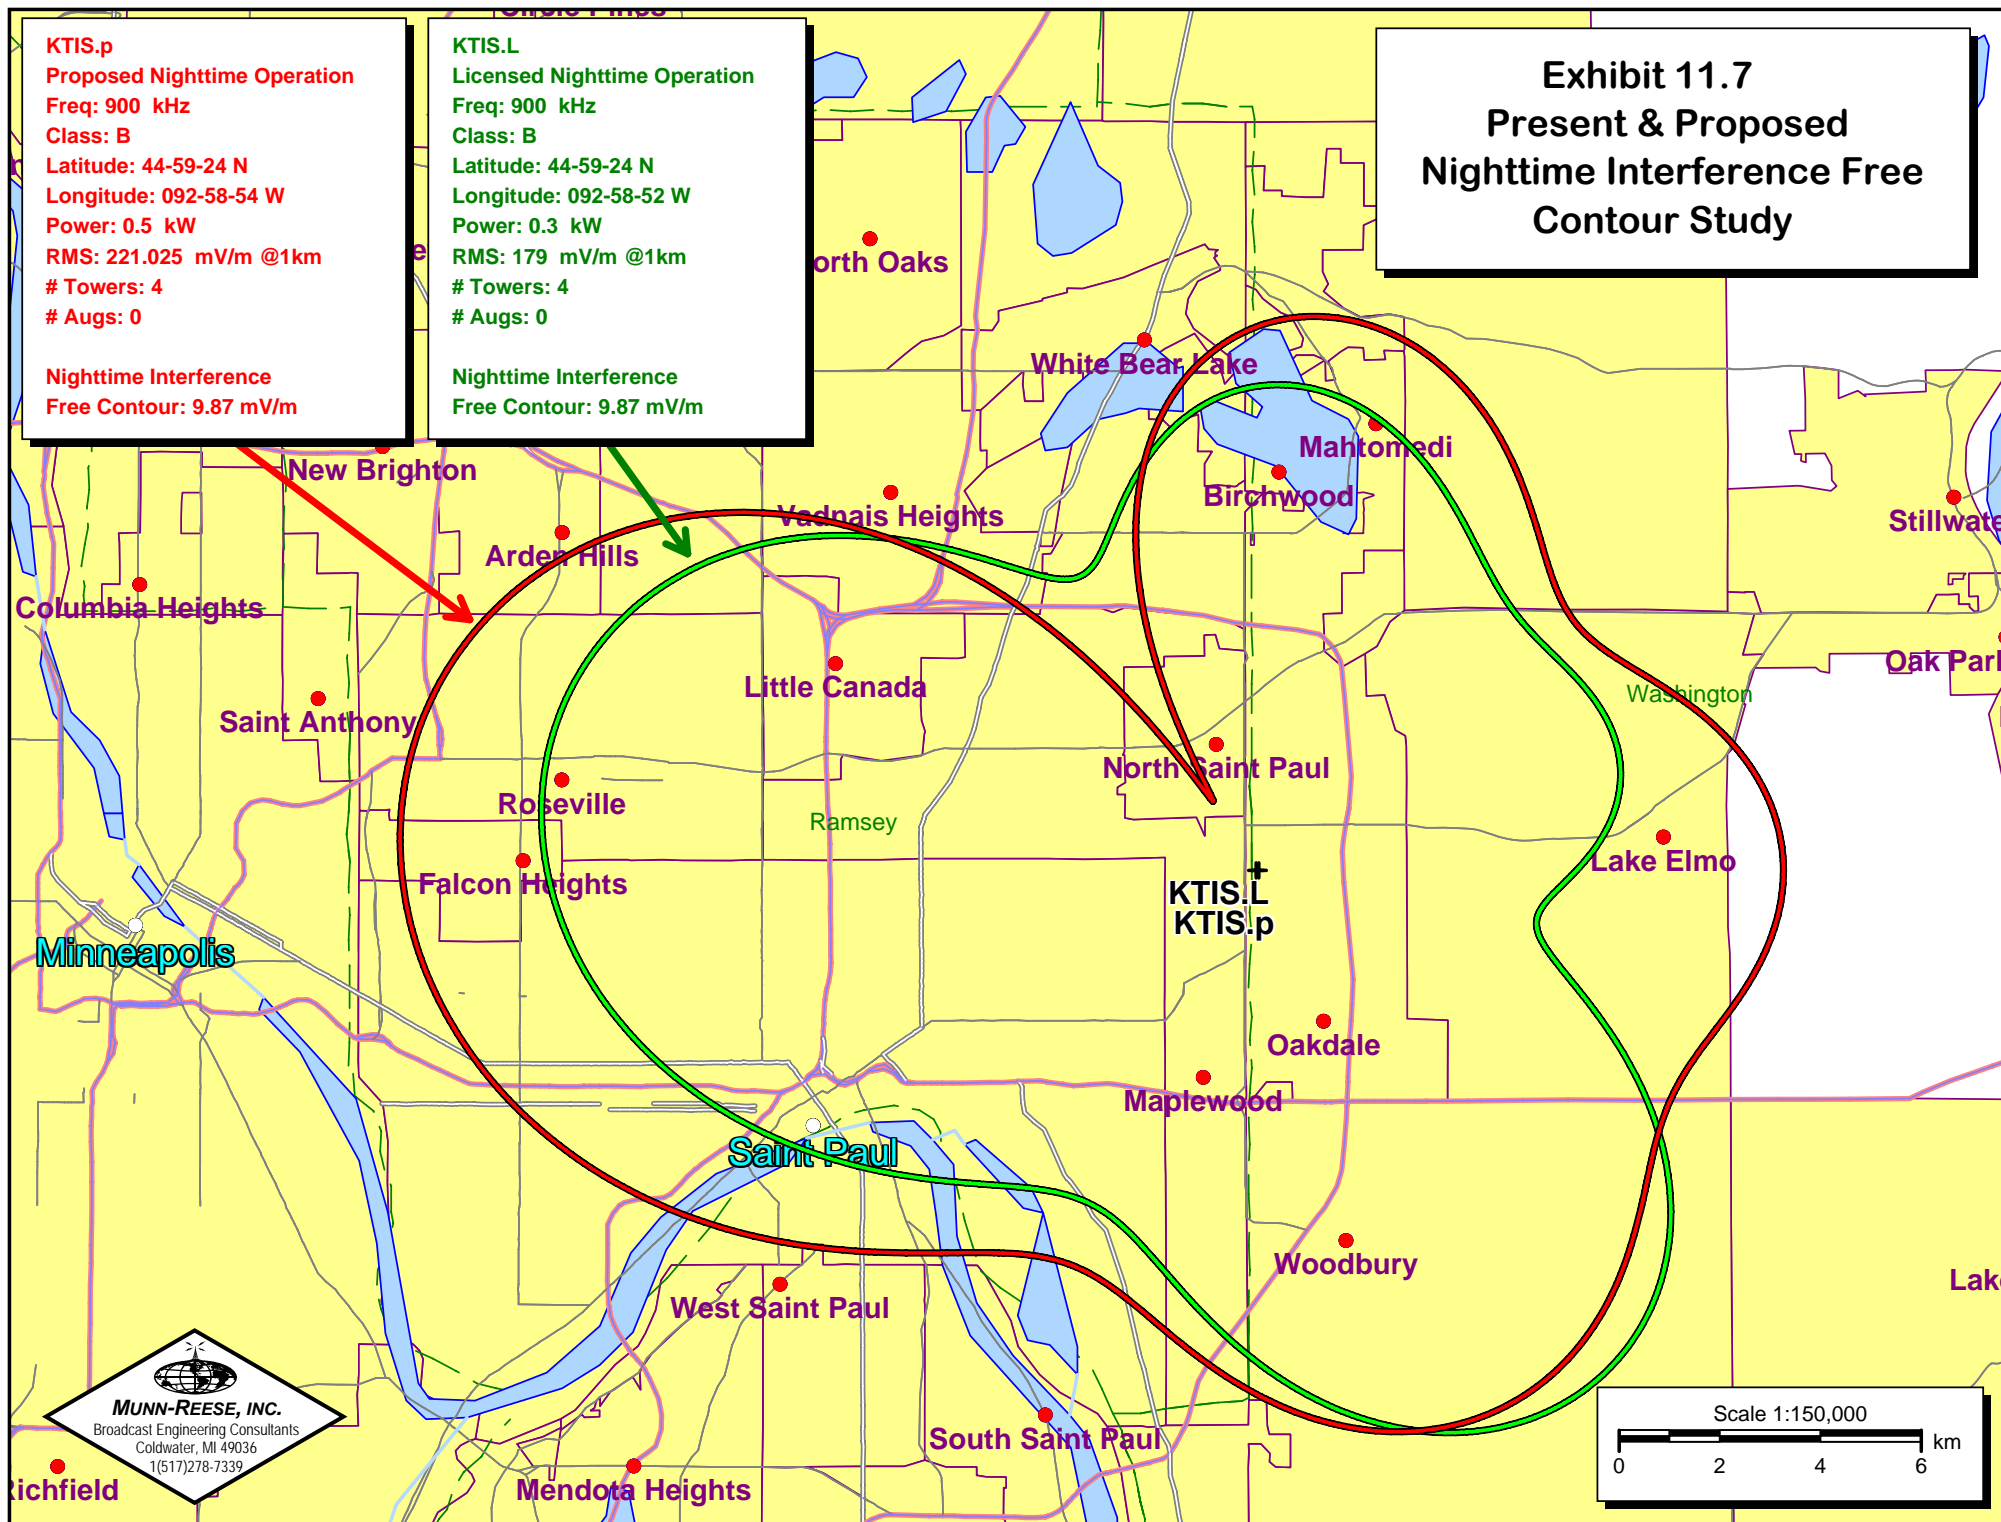 Circle Pines
KTIS.p
Proposed Nighttime Operation
Freq: 900 kHz
Class: B
Latitude: 44-59-24 N
Longitude: 092-58-54 W
Power: 0.5 kW
RMS: 221.025 mV/m @1km
# Towers: 4
# Augs: 0
Nighttime Interference
Free Contour: 9.87 mV/m
KTIS.L
Licensed Nighttime Operation
Freq: 900 kHz
Class: B
Latitude: 44-59-24 N
Longitude: 092-58-52 W
Power: 0.3 kW
RMS: 179 mV/m @1km
# Towers: 4
# Augs: 0
Nighttime Interference
Free Contour: 9.87 mV/m
Exhibit 11.7
Present & Proposed
Nighttime Interference Free
Contour Study
orth Oaks
White Bear Lake
Mahtomedi
New Brighton
Birchwood
Vadnais Heights
Stillwate
Arden Hills
Columbia Heights
Oak Par
Little Canada
Washington
Saint Anthony
North Saint Paul
Roseville
Ramsey
Lake Elmo
Falcon Heights
KTIS.L
KTIS.p
Minneapolis
Oakdale
Maplewood
Saint Paul
Woodbury
Lak
West Saint Paul
MUNN-REESE, INC.
Broadcast Engineering Consultants
Coldwater, MI 49036
1(517)278-7339
South Saint Paul
Scale 1:150,000
km
0 2 4 6
ichfield
Mendota Heights